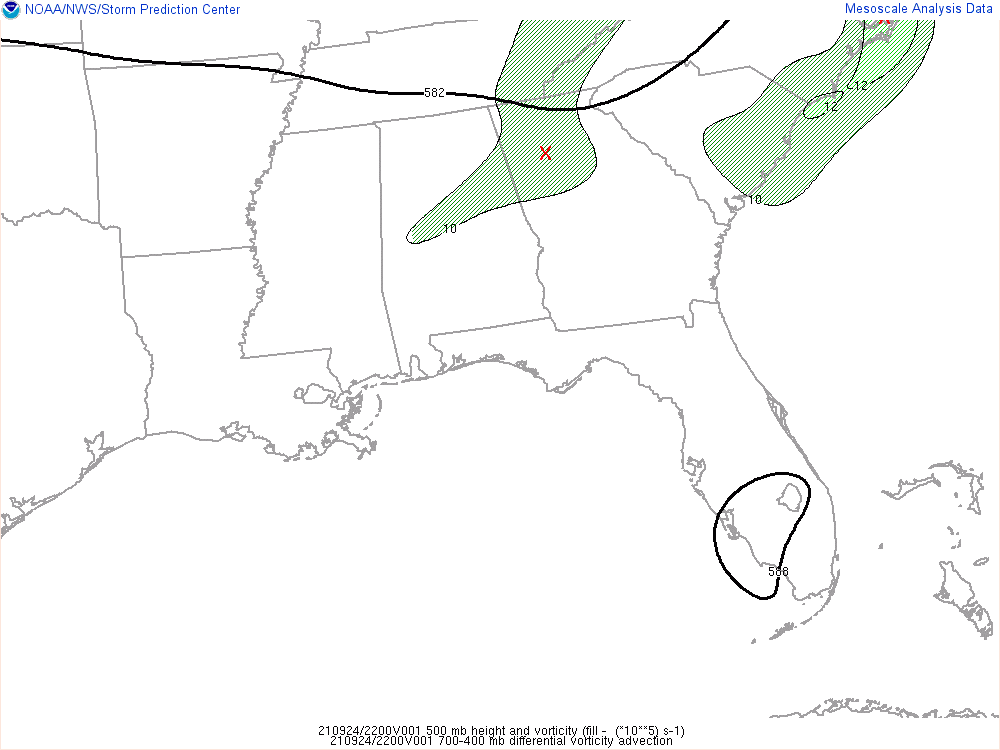 NOAA/NWS/Storm Prediction Center
Mesoscale Analysis Data
X
12
12
582
X
10
10
588
210924/2200V001 500 mb height and vorticity (fill - (*10**5) s-1)
210924/2200V001 700-400 mb differential vorticity advection